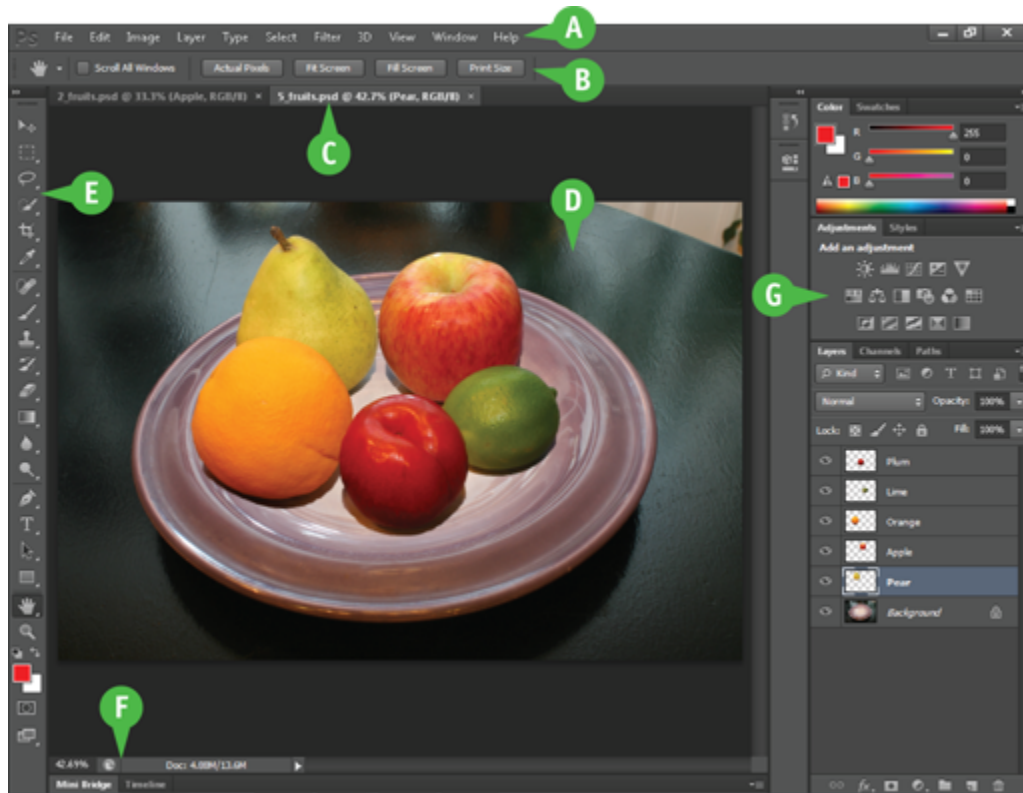 Ps File Edit Image Layer Type Select Filter 3D View Window Help A
Scroll All Windows Actual Pixels Fit Screen Fill Screen Print Size B
2_fruits.psd @ 33.3% (Apple, RGB/8) × 5_fruits.psd @ 42.7% (Pear, RGB/8) ×
C
D
E
Color Swatches
R 255
G 0
B 0
Adjustments Styles
Add an adjustment
G
Layers Channels Paths
Kind
Normal Opacity: 100%
Lock: Fill: 100%
Plum
Lime
Orange
Apple
Pear
Background
F
42.69% Doc: 4.88M/13.6M
Mini Bridge Timeline
fx